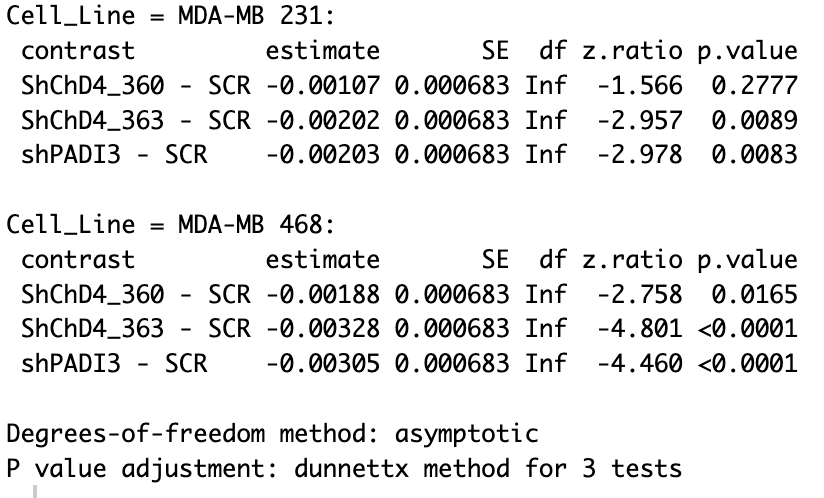 Cell_Line = MDA-MB 231:
contrast estimate SE df z.ratio p.value
ShChD4_360 - SCR -0.00107 0.000683 Inf -1.566 0.2777
ShChD4_363 - SCR -0.00202 0.000683 Inf -2.957 0.0089
shPADI3 - SCR -0.00203 0.000683 Inf -2.978 0.0083
Cell_Line = MDA-MB 468:
contrast estimate SE df z.ratio p.value
ShChD4_360 - SCR -0.00188 0.000683 Inf -2.758 0.0165
ShChD4_363 - SCR -0.00328 0.000683 Inf -4.801 <0.0001
shPADI3 - SCR -0.00305 0.000683 Inf -4.460 <0.0001
Degrees-of-freedom method: asymptotic
P value adjustment: dunnettx method for 3 tests